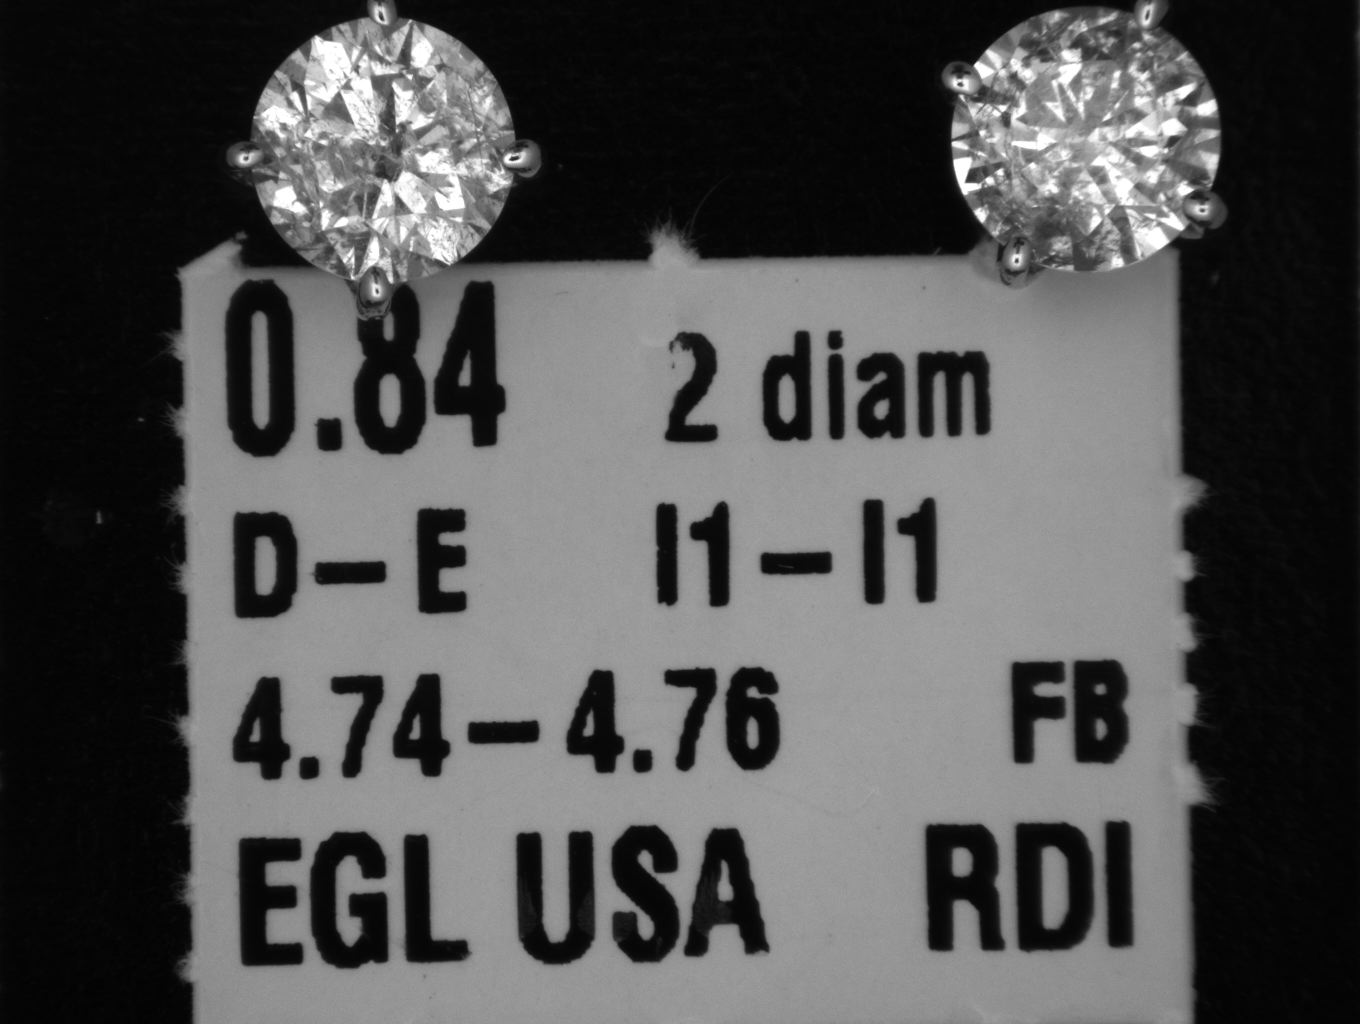 0.84 2 diam
D–E I1–I1
4.74–4.76 FB
EGL USA RDI